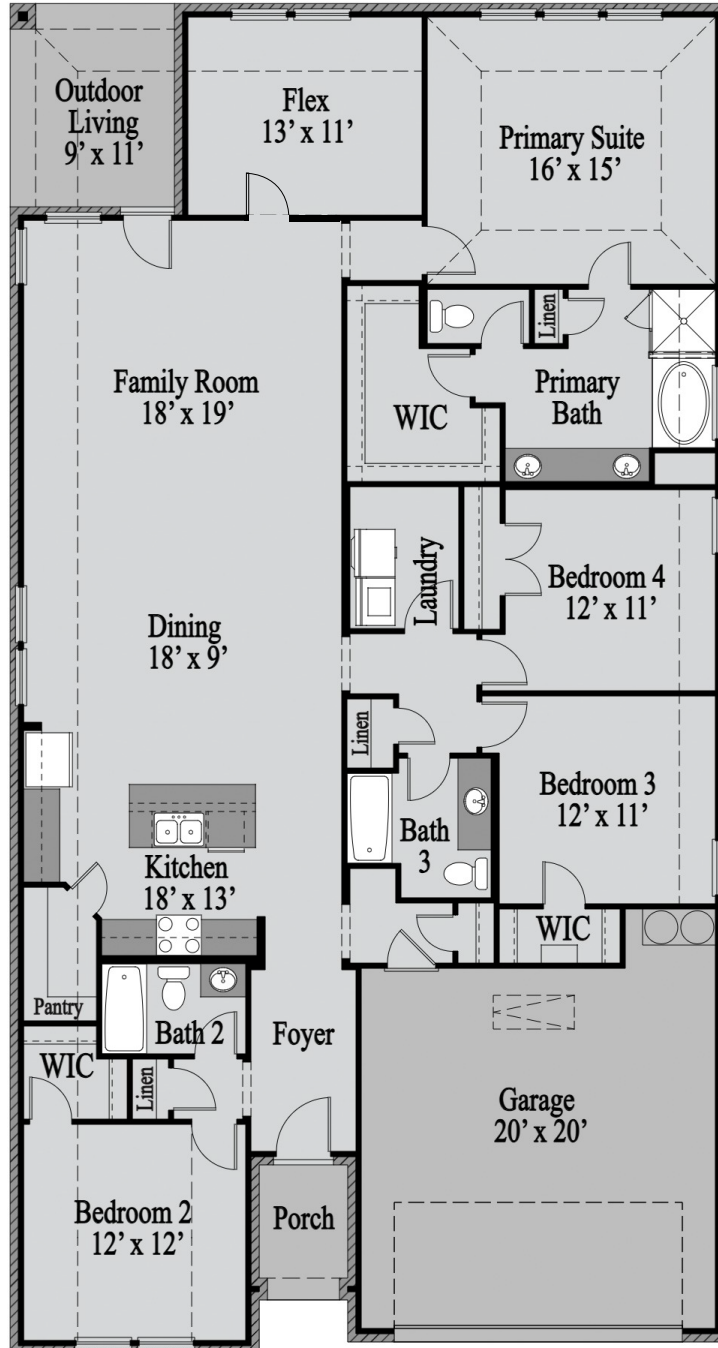 Outdoor
Living
9' x 11'
Flex
13' x 11'
Primary Suite
16' x 15'
Linen
Family Room
18' x 19'
WIC
Primary
Bath
Laundry
Bedroom 4
12' x 11'
Dining
18' x 9'
Linen
Bedroom 3
12' x 11'
Bath
3
Kitchen
18' x 13'
WIC
Pantry
Bath 2
Foyer
WIC
Linen
Garage
20' x 20'
Bedroom 2
12' x 12'
Porch